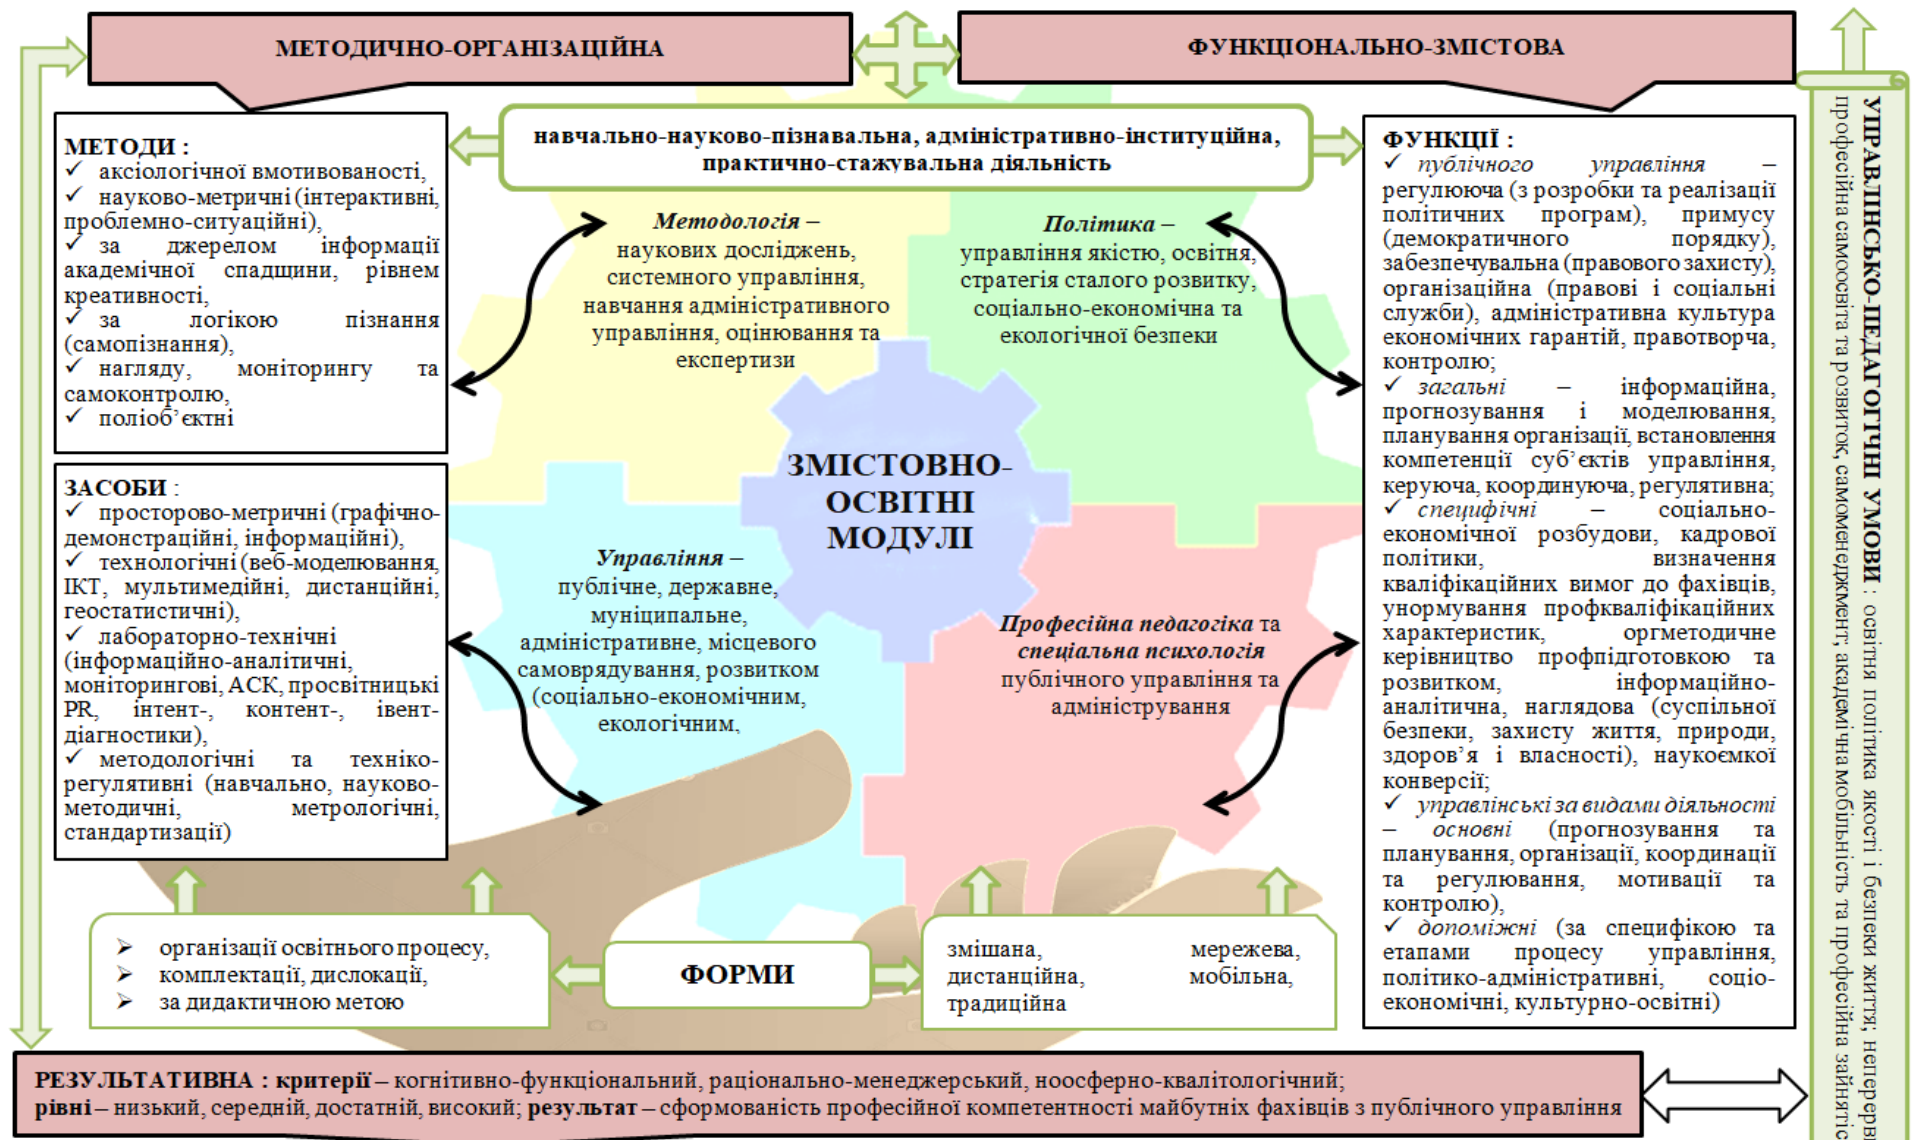 МЕТОДИЧНО-ОРГАНІЗАЦІЙНА
ФУНКЦІОНАЛЬНО-ЗМІСТОВА
навчально-науково-пізнавальна, адміністративно-інституційна,
практично-стажувальна діяльність
МЕТОДИ :
✓ аксіологічної вмотивованості,
✓ науково-метричні (інтерактивні,
проблемно-ситуаційні),
✓ за джерелом інформації
академічної спадщини, рівнем
креативності,
✓ за логікою пізнання
(самопізнання),
✓ нагляду, моніторингу та
самоконтролю,
✓ поліоб’єктні
ЗАСОБИ :
✓ просторово-метричні (графічно-
демонстраційні, інформаційні),
✓ технологічні (веб-моделювання,
ІКТ, мультимедійні, дистанційні,
геостатистичні),
✓ лабораторно-технічні
(інформаційно-аналітичні,
моніторингові, АСК, просвітницькі
PR, інтент-, контент-, івент-
діагностики),
✓ методологічні та техніко-
регулятивні (навчально, науково-
методичні, метрологічні,
стандартизації)
Методологія –
наукових досліджень,
системного управління,
навчання адміністративного
управління, оцінювання та
експертизи
Політика –
управління якістю, освітня,
стратегія сталого розвитку,
соціально-економічна та
екологічної безпеки
ЗМІСТОВНО-
ОСВІТНІ
МОДУЛІ
Управління –
публічне, державне,
муніципальне,
адміністративне, місцевого
самоврядування, розвитком
(соціально-економічним,
екологічним,
Професійна педагогіка та
спеціальна психологія
публічного управління та
адміністрування
ФУНКЦІЇ :
✓ публічного управління –
регулююча (з розробки та реалізації
політичних програм), примусу
(демократичного порядку),
забезпечувальна (правового захисту),
організаційна (правові і соціальні
служби), адміністративна культура
економічних гарантій, правотворча,
контролю;
✓ загальні – інформаційна,
прогнозування і моделювання,
планування організації, встановлення
компетенції суб’єктів управління,
керуюча, координуюча, регулятивна;
✓ специфічні – соціально-
економічної розбудови, кадрової
політики, визначення
кваліфікаційних вимог до фахівців,
унормування профкваліфікаційних
характеристик, оргметодичне
керівництво профпідготовкою та
розвитком, інформаційно-
аналітична, наглядова (суспільної
безпеки, захисту життя, природи,
здоров’я і власності), наукоємкої
конверсії;
✓ управлінські за видами діяльності
– основні (прогнозування та
планування, організації, координації
та регулювання, мотивації та
контролю),
✓ допоміжні (за специфікою та
етапами процесу управління,
політико-адміністративні, соціо-
економічні, культурно-освітні)
➢ організації освітнього процесу,
➢ комплектації, дислокації,
➢ за дидактичною метою
ФОРМИ
змішана, мережева,
дистанційна, мобільна,
традиційна
РЕЗУЛЬТАТИВНА : критерії – когнітивно-функціональний, раціонально-менеджерський, ноосферно-квалітологічний;
рівні – низький, середній, достатній, високий; результат – сформованість професійної компетентності майбутніх фахівців з публічного управління
УПРАВЛІНСЬКО-ПЕДАГОГІЧНІ УМОВИ : освітня політика якості і безпеки життя;
професійна самоосвіта та розвиток, самоменеджмент; академічна мобільність та професійна